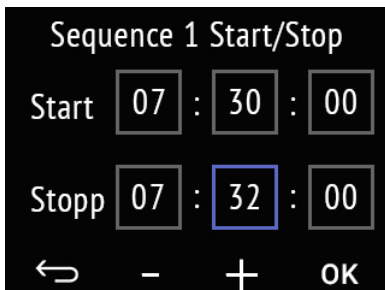 Sequence 1 Start/Stop
Start 07 : 30 : 00
Stopp 07 : 32 : 00
- + OK